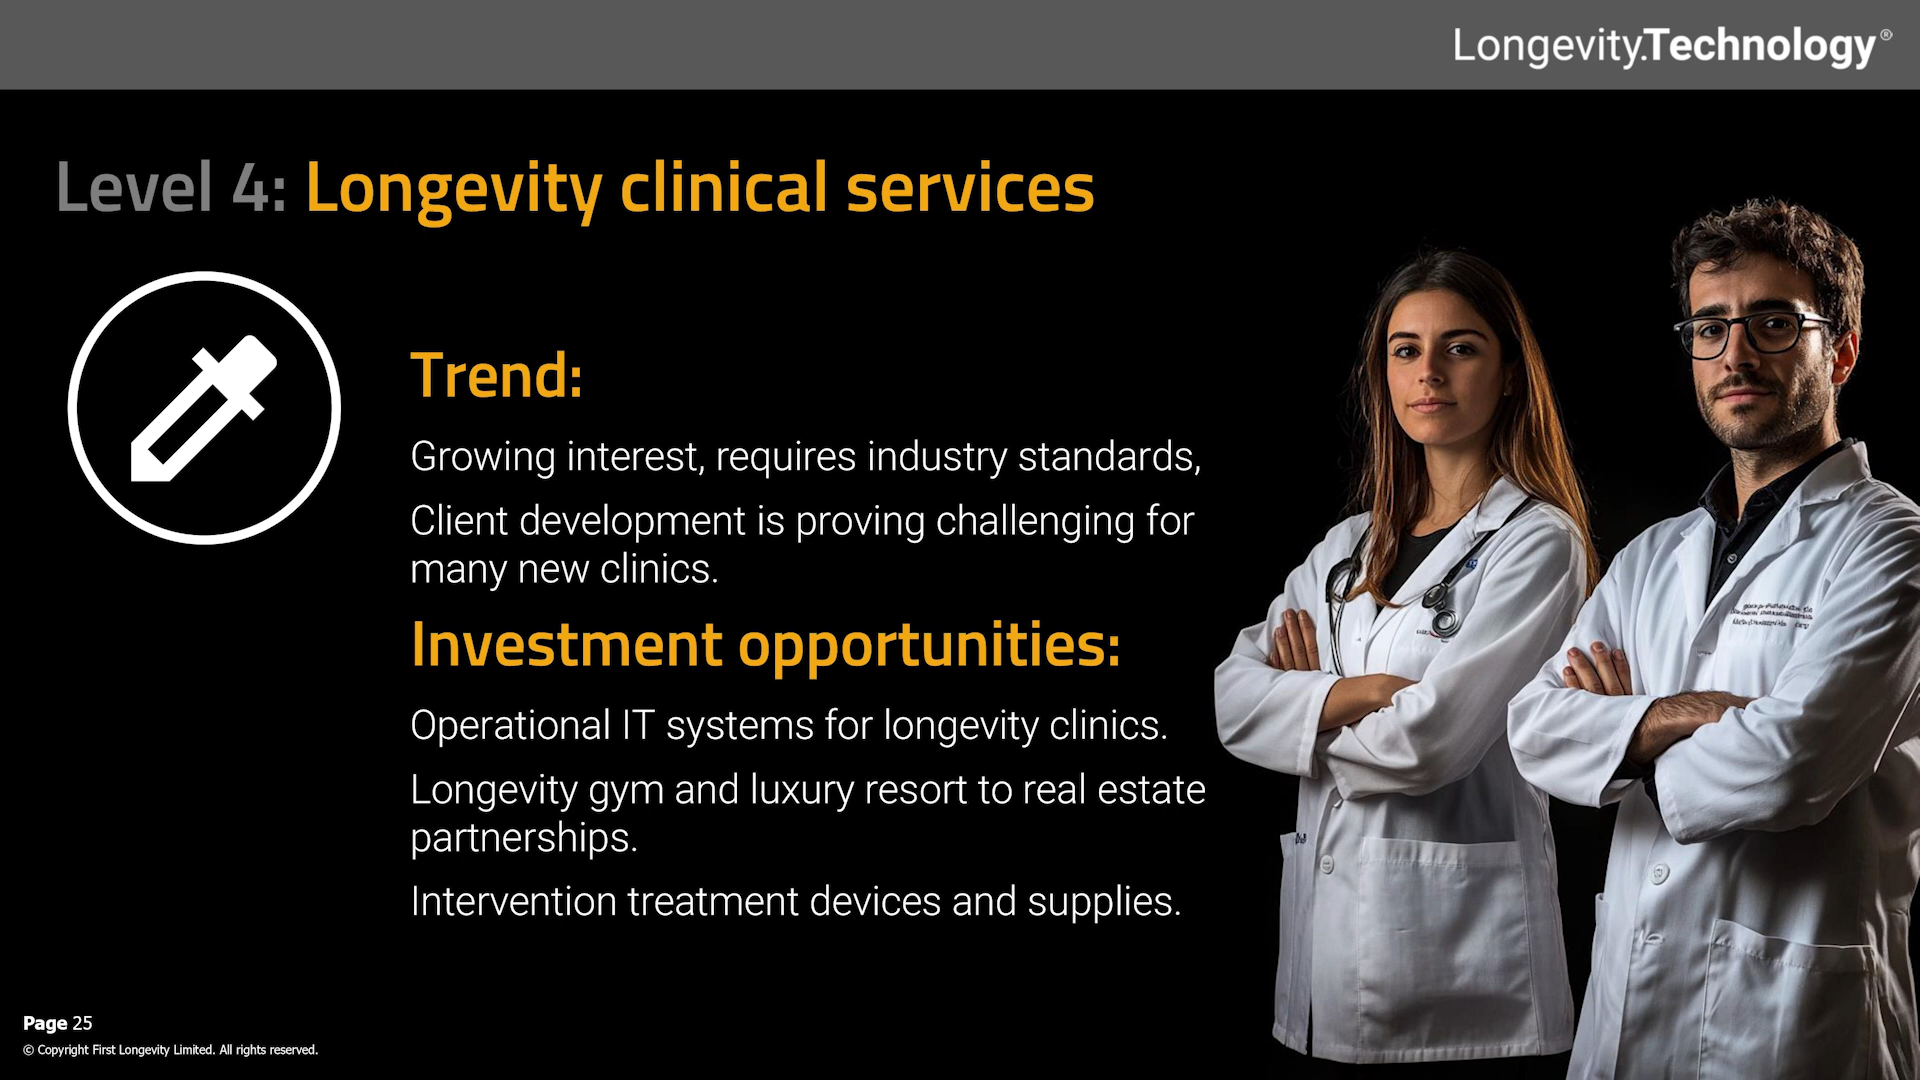 Longevity.Technology®
Level 4: Longevity clinical services
Trend:
Growing interest, requires industry standards,
Client development is proving challenging for
many new clinics.
Investment opportunities:
Operational IT systems for longevity clinics.
Longevity gym and luxury resort to real estate
partnerships.
Intervention treatment devices and supplies.
Page 25
© Copyright First Longevity Limited. All rights reserved.